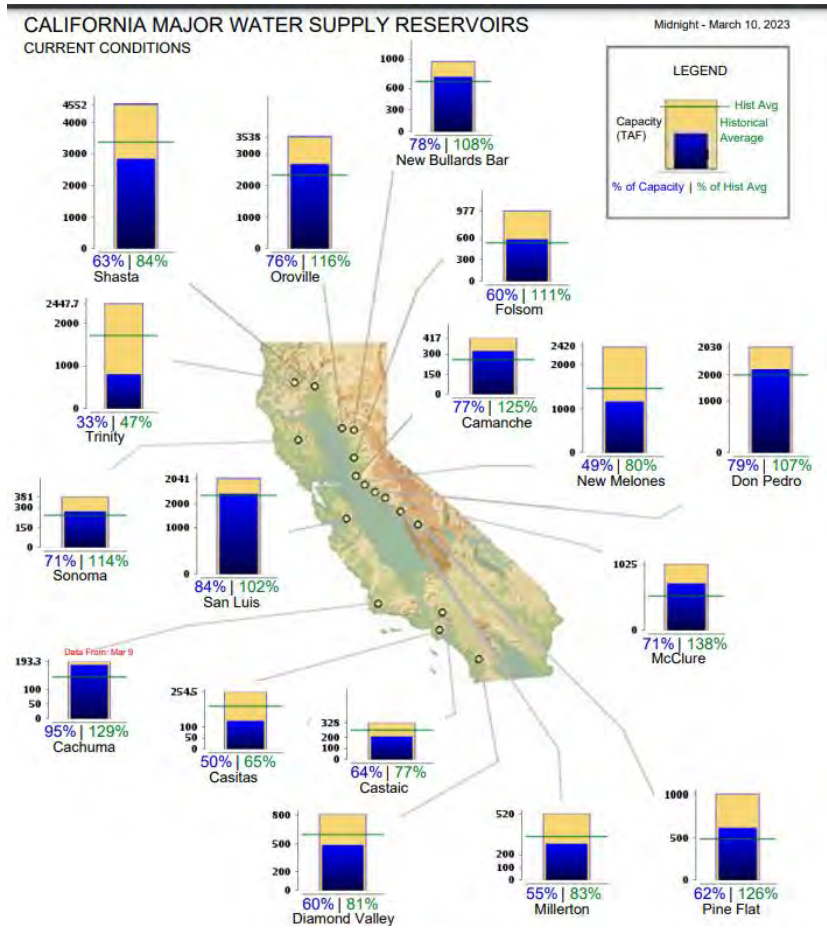 CALIFORNIA MAJOR WATER SUPPLY RESERVOIRS
Midnight - March 10, 2023
CURRENT CONDITIONS
LEGEND
Hist Avg
Capacity
(TAF)
Historical
Average
% of Capacity | % of Hist Avg
1000
600
300
0
78% | 108%
New Bullards Bar
4552
4000
3000
2000
1000
0
63% | 84%
Shasta
3538
3000
2000
1000
0
76% | 116%
Oroville
977
600
300
0
60% | 111%
Folsom
2447.7
2000
1000
0
33% | 47%
Trinity
417
300
150
0
77% | 125%
Camanche
2420
2000
1000
0
49% | 80%
New Melones
2030
2000
1000
0
79% | 107%
Don Pedro
351
300
150
0
71% | 114%
Sonoma
2041
2000
1000
0
84% | 102%
San Luis
1025
0
71% | 138%
McClure
Data From: Mar 9
193.3
100
50
0
95% | 129%
Cachuma
254.5
100
50
0
50% | 65%
Casitas
325
200
100
0
64% | 77%
Castaic
800
500
200
0
60% | 81%
Diamond Valley
520
200
100
0
55% | 83%
Millerton
1000
500
0
62% | 126%
Pine Flat